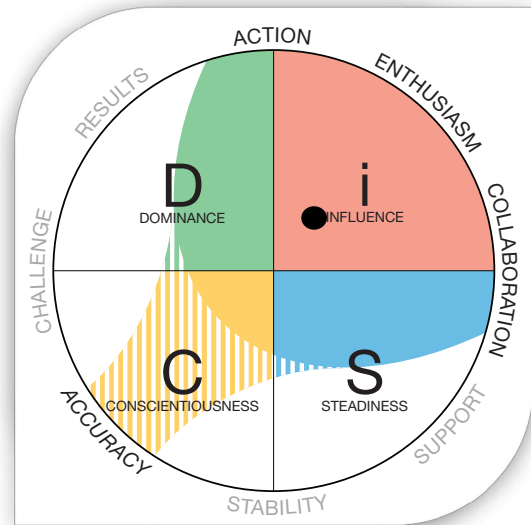 ACTION
ENTHUSIASM
RESULTS
D
DOMINANCE
i
INFLUENCE
COLLABORATION
CHALLENGE
C
CONSCIENTIOUSNESS
S
STEADINESS
ACCURACY
SUPPORT
STABILITY